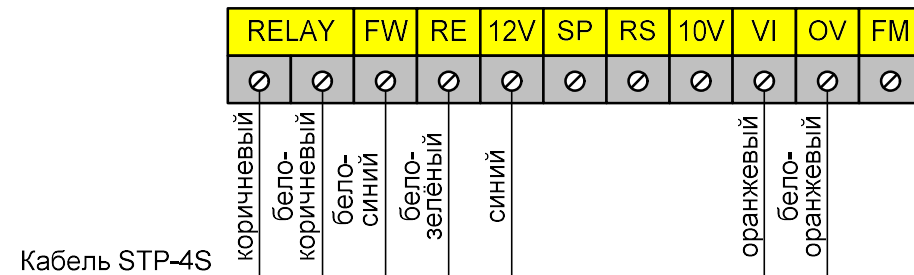 RELAY FW RE 12V SP RS 10V VI OV FM
коричневый
бело-
коричневый
бело-
синий
бело-
зелёный
синий
оранжевый
бело-
оранжевый
Кабель STP-4S